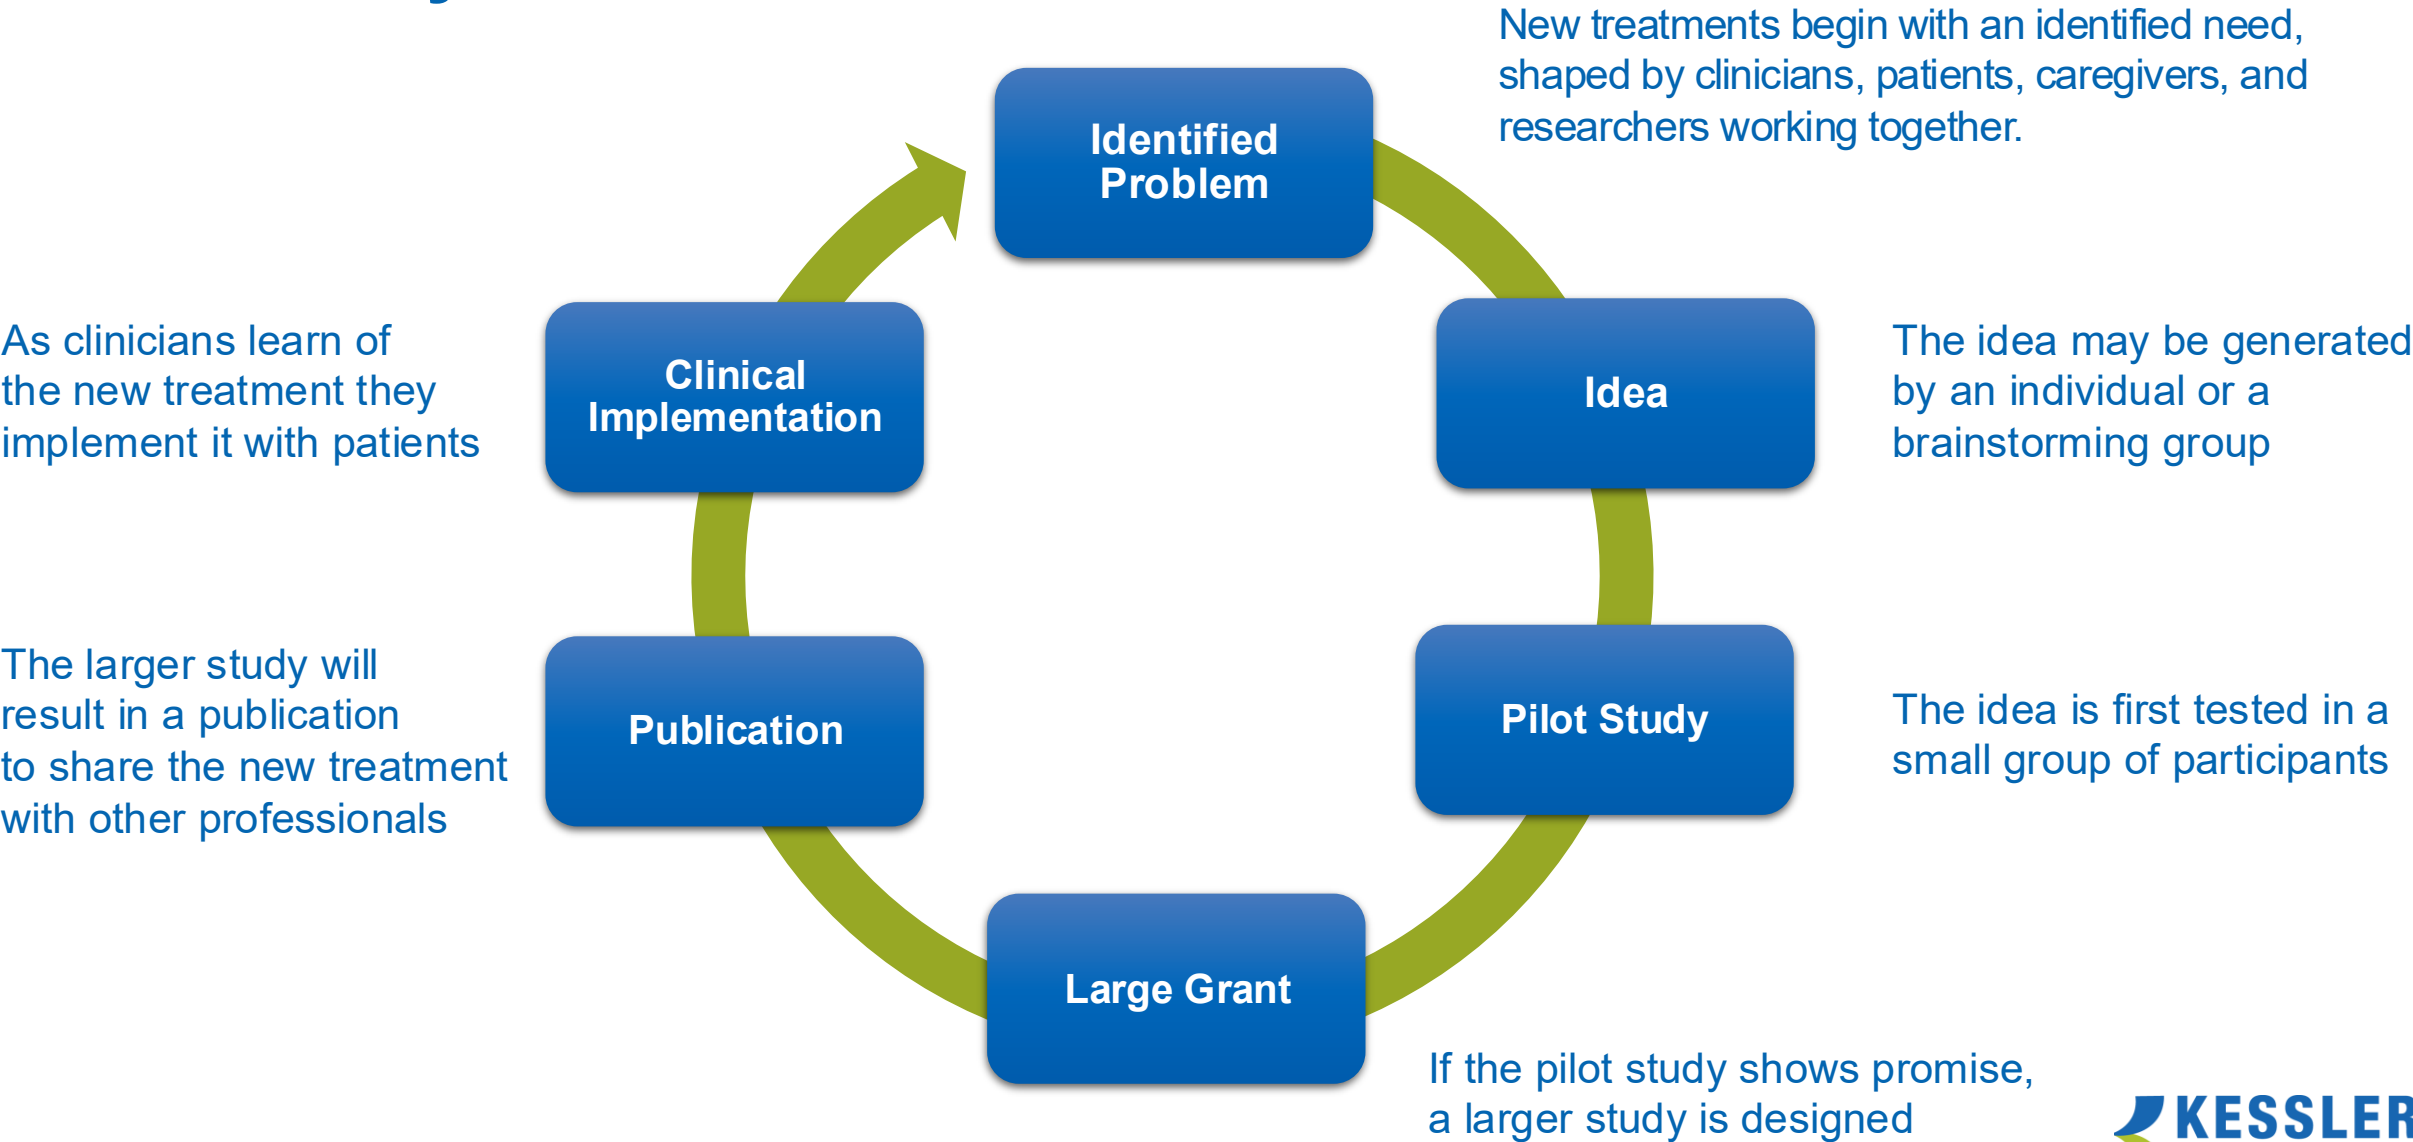 New treatments begin with an identified need,
shaped by clinicians, patients, caregivers, and
researchers working together.
Identified
Problem
Idea
The idea may be generated
by an individual or a
brainstorming group
Pilot Study
The idea is first tested in a
small group of participants
Large Grant
If the pilot study shows promise,
a larger study is designed
Publication
The larger study will
result in a publication
to share the new treatment
with other professionals
Clinical
Implementation
As clinicians learn of
the new treatment they
implement it with patients
KESSLER